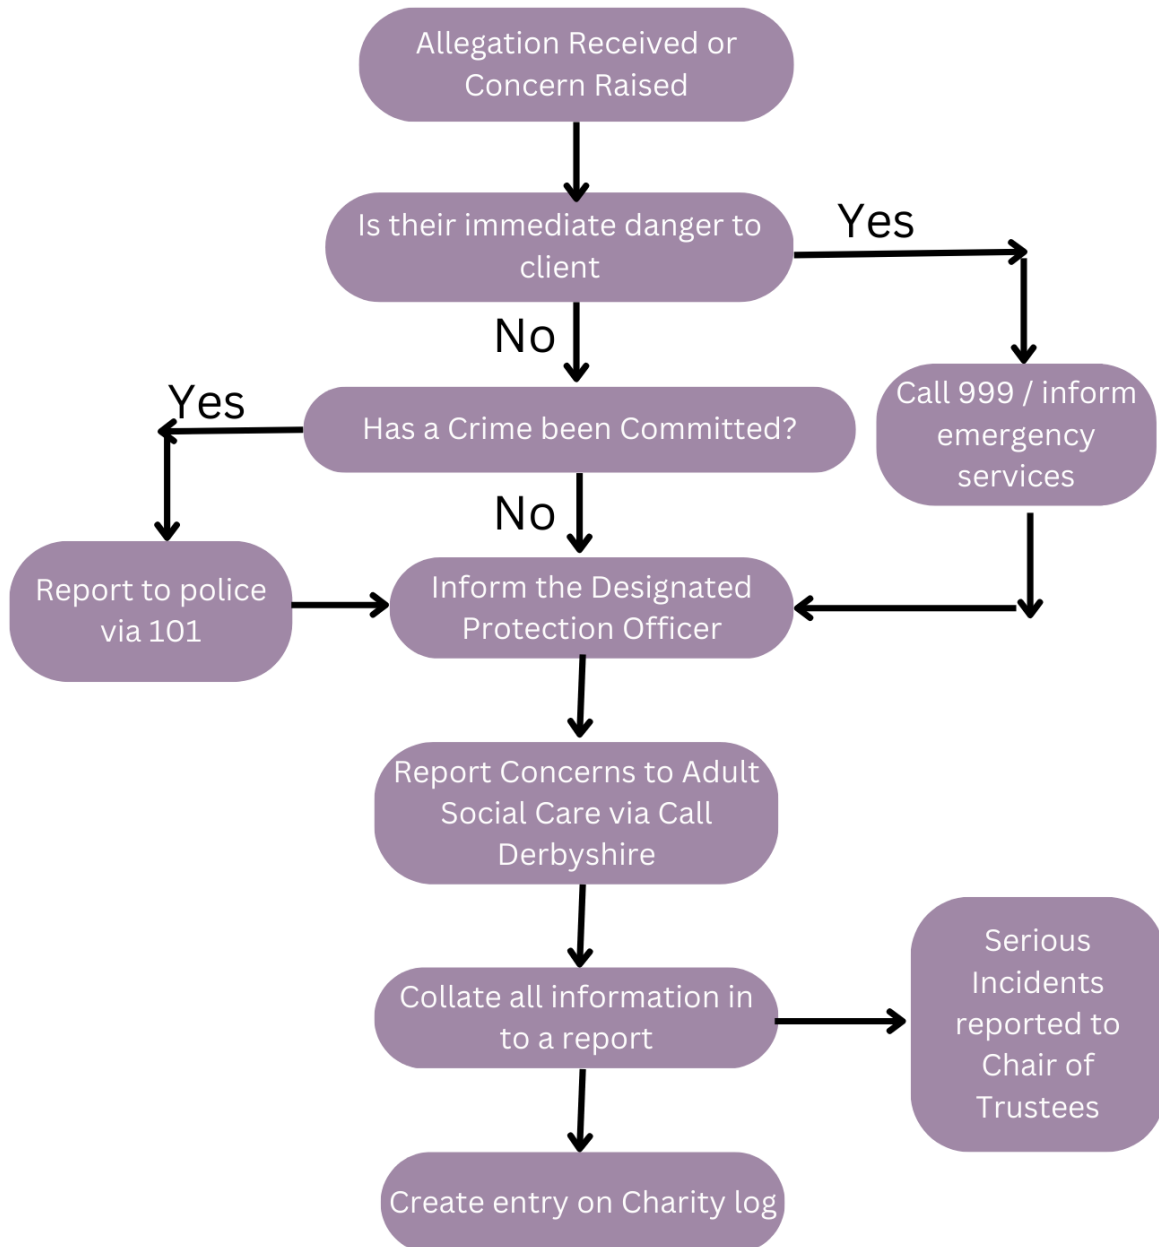 Allegation Received or
Concern Raised
Is their immediate danger to
client
Yes
No
Call 999 / inform
emergency
services
Yes
Has a Crime been Committed?
No
Report to police
via 101
Inform the Designated
Protection Officer
Report Concerns to Adult
Social Care via Call
Derbyshire
Collate all information in
to a report
Serious
Incidents
reported to
Chair of
Trustees
Create entry on Charity log